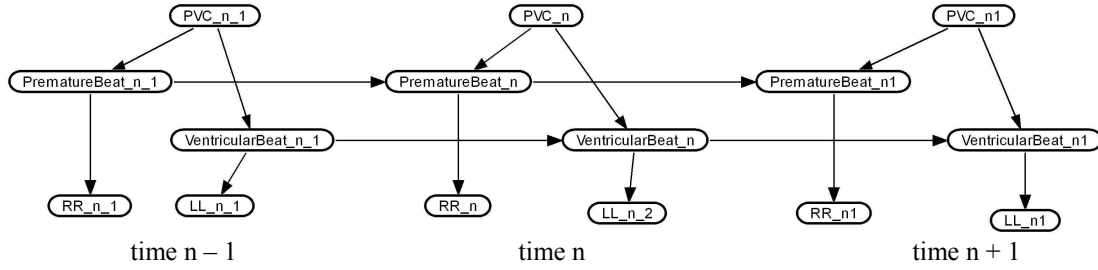 PVC_n_1 PVC_n PVC_n1
PrematureBeat_n_1 PrematureBeat_n PrematureBeat_n1
VentricularBeat_n_1 VentricularBeat_n VentricularBeat_n1
RR_n_1 LL_n_1 RR_n LL_n_2 RR_n1 LL_n1
time n – 1 time n time n + 1